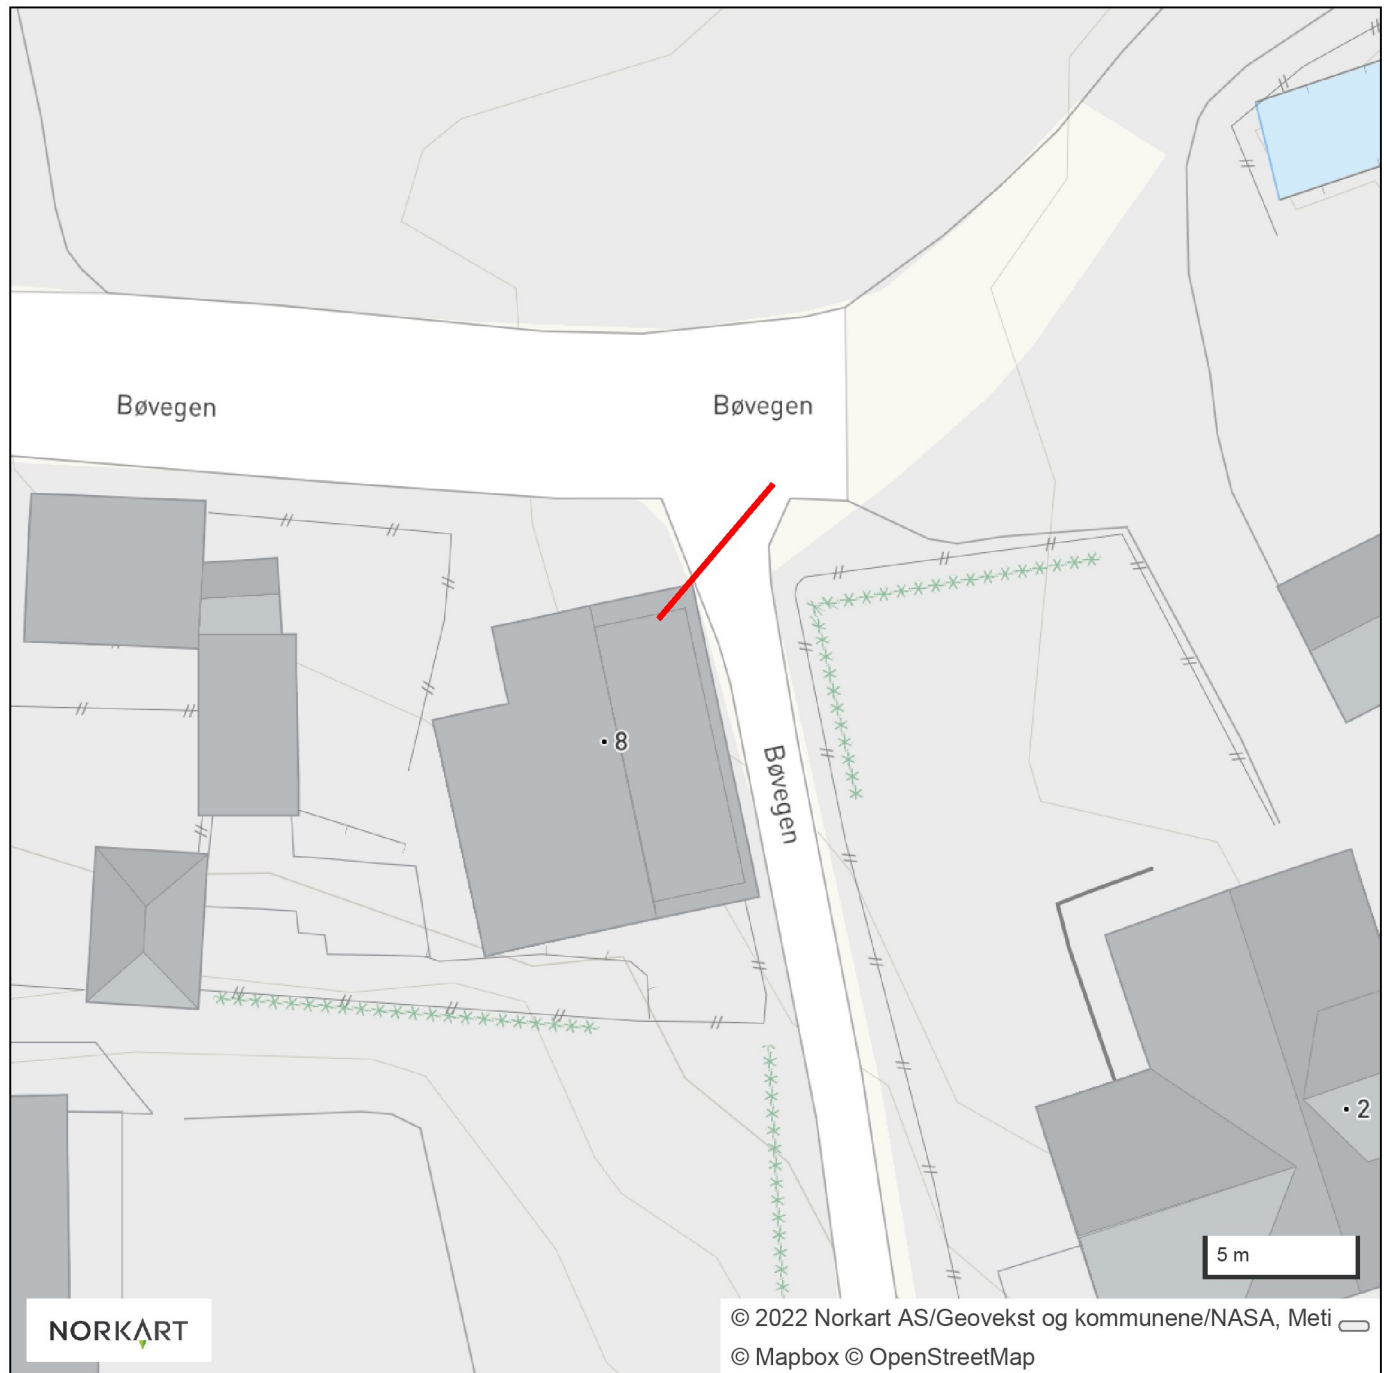 Bøvegen
Bøvegen
8
Bøvegen
2
5 m
NORKART
© 2022 Norkart AS/Geovekst og kommunene/NASA, Meti
© Mapbox © OpenStreetMap